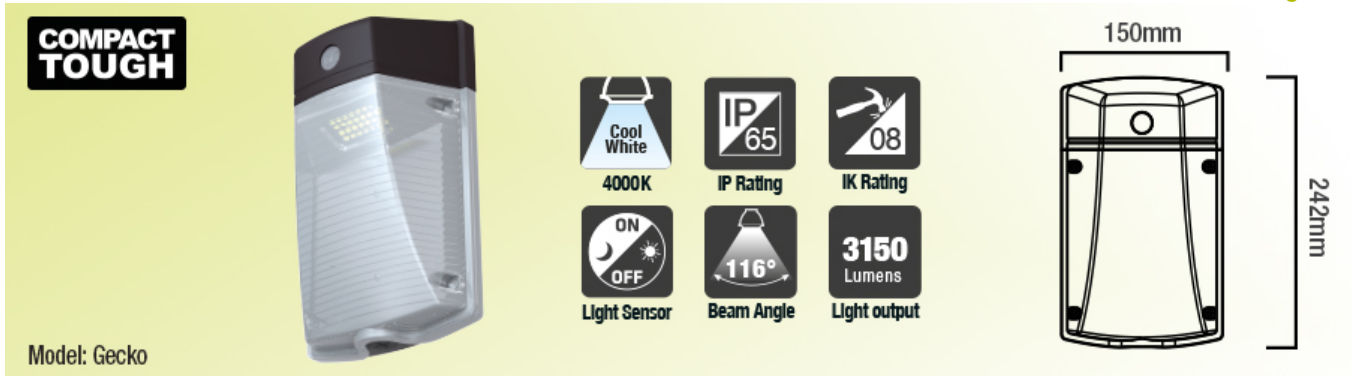 COMPACT
TOUGH
Model: Gecko
Cool
White
4000K
IP
65
IP Rating
08
IK Rating
ON
OFF
Light Sensor
116°
Beam Angle
3150
Lumens
Light output
150mm
242mm